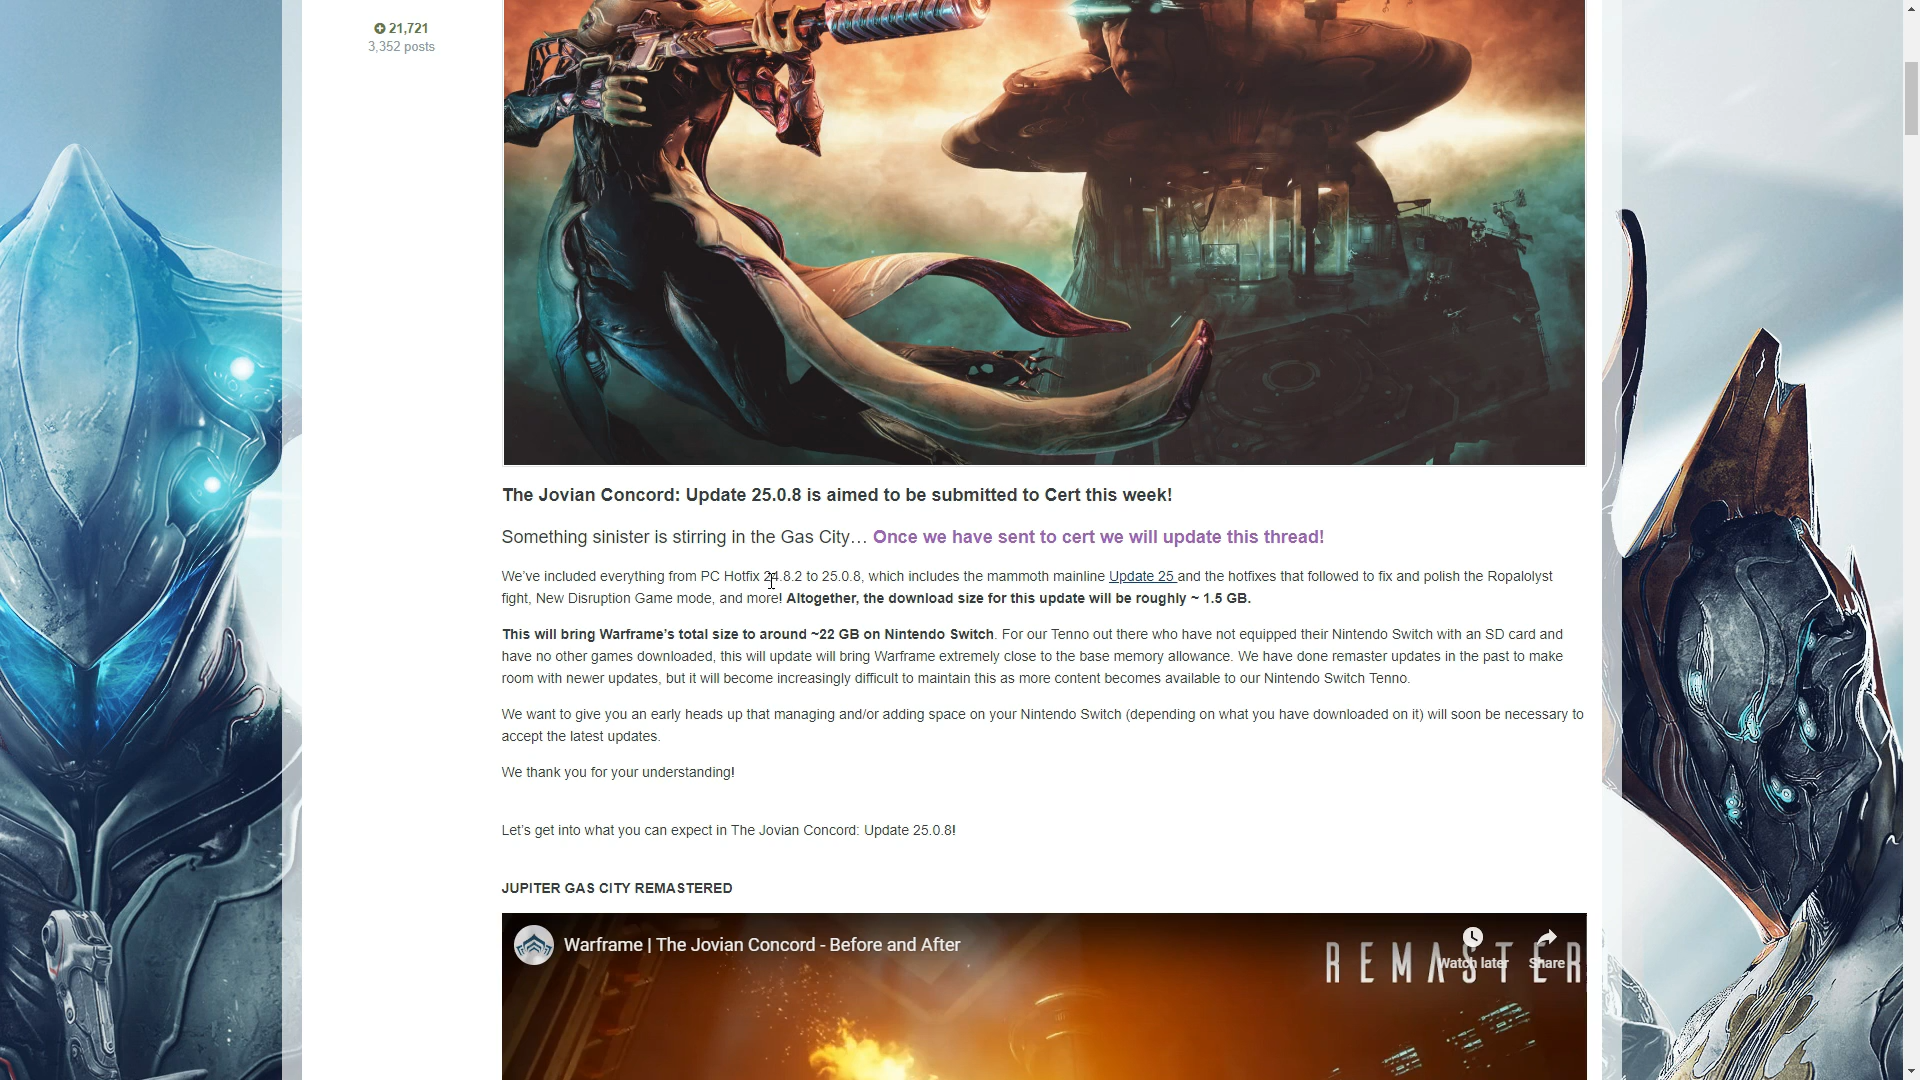 21,721
3,352 posts
The Jovian Concord: Update 25.0.8 is aimed to be submitted to Cert this week!
Something sinister is stirring in the Gas City… Once we have sent to cert we will update this thread!
We’ve included everything from PC Hotfix 24.8.2 to 25.0.8, which includes the mammoth mainline Update 25 and the hotfixes that followed to fix and polish the Ropalolyst
fight, New Disruption Game mode, and more! Altogether, the download size for this update will be roughly ~ 1.5 GB.
This will bring Warframe’s total size to around ~22 GB on Nintendo Switch. For our Tenno out there who have not equipped their Nintendo Switch with an SD card and
have no other games downloaded, this will update will bring Warframe extremely close to the base memory allowance. We have done remaster updates in the past to make
room with newer updates, but it will become increasingly difficult to maintain this as more content becomes available to our Nintendo Switch Tenno.
We want to give you an early heads up that managing and/or adding space on your Nintendo Switch (depending on what you have downloaded on it) will soon be necessary to
accept the latest updates.
We thank you for your understanding!
Let’s get into what you can expect in The Jovian Concord: Update 25.0.8!
JUPITER GAS CITY REMASTERED
Warframe | The Jovian Concord - Before and After
Watch later
Share
REMASTER